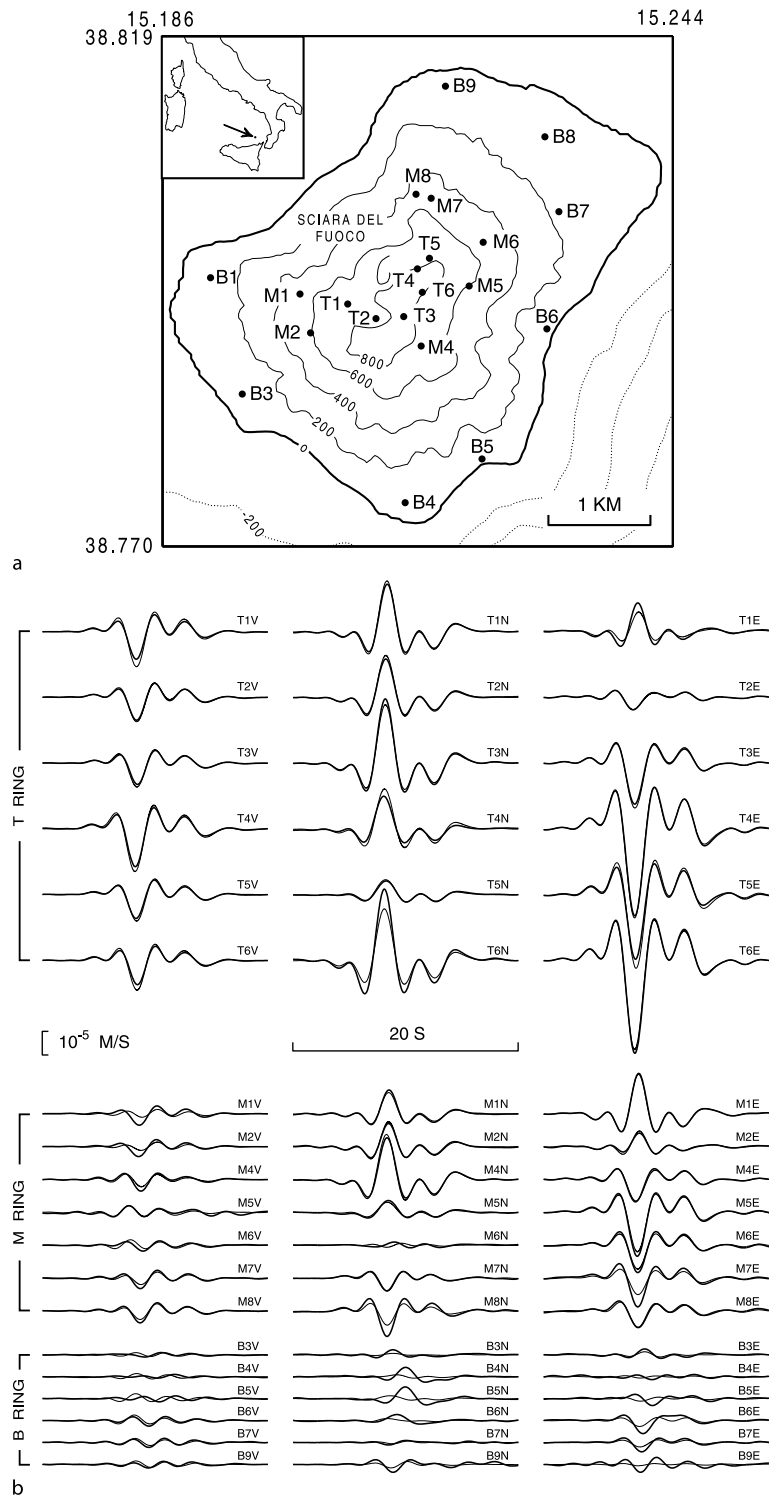 15.186 15.244
38.819
B9
B8
M8
M7
B7
SCIARA DEL
FUOCO
M6
T5
B1
T4
M1
T6
M5
T1
T2
T3
B6
M2
M4
800
600
B3
400
200
0
B5
B4
1 KM
-200
38.770
a
T1V T1N T1E
T2V T2N T2E
T3V T3N T3E
T RING
T4V T4N T4E
T5V T5N T5E
T6V T6N T6E
10-5 M/S 20 S
M1V M1N M1E
M2V M2N M2E
M4V M4N M4E
M RING
M5V M5N M5E
M6V M6N M6E
M7V M7N M7E
M8V M8N M8E
B3V B3N B3E
B4V B4N B4E
B RING
B5V B5N B5E
B6V B6N B6E
B7V B7N B7E
B9V B9N B9E
b